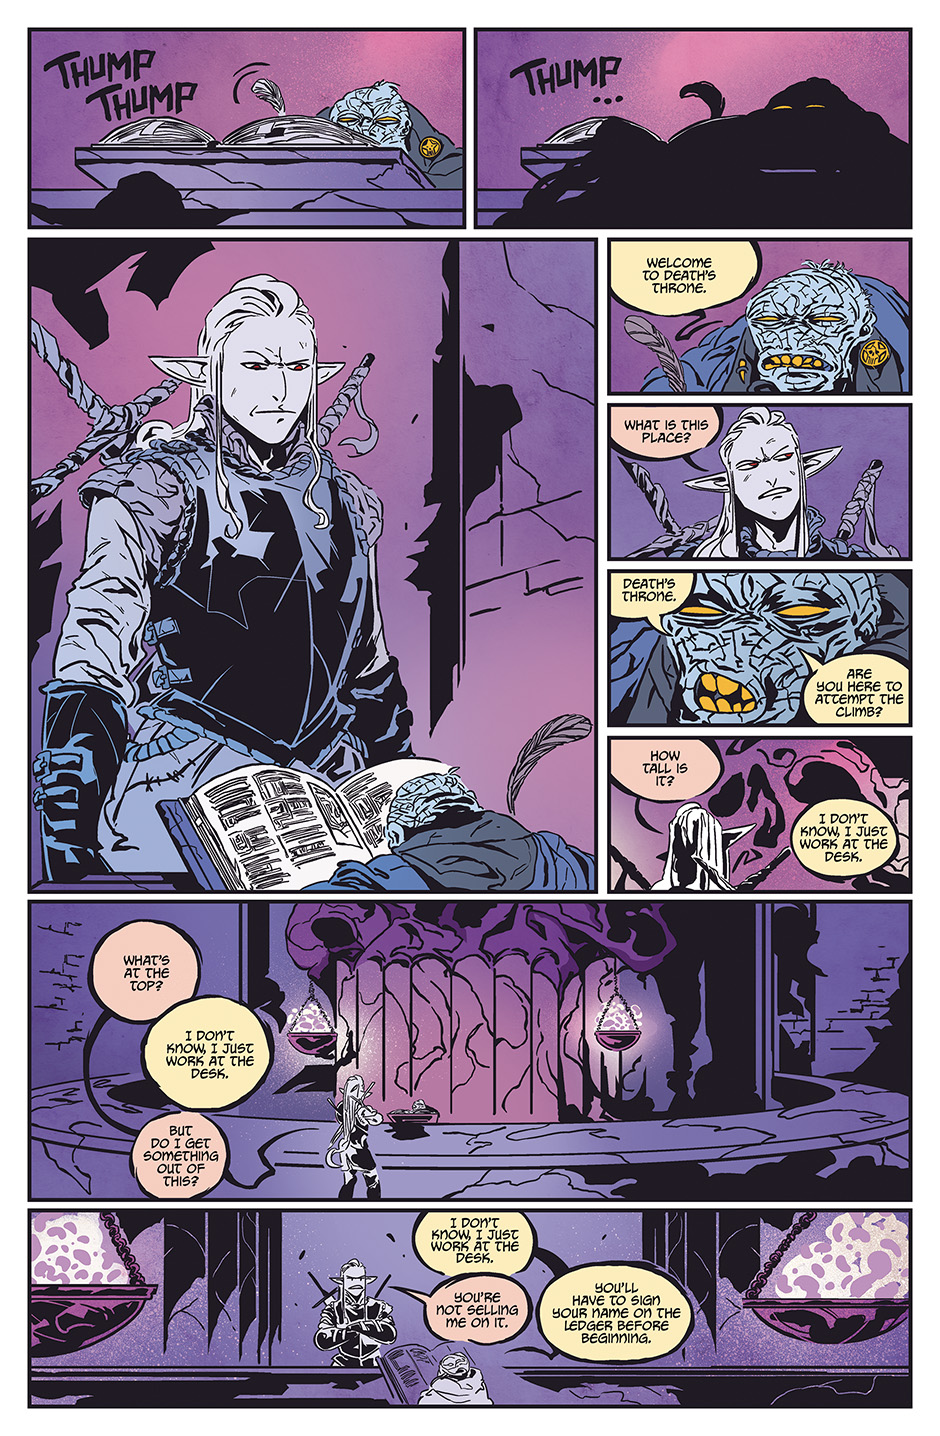 THUMP
THUMP
THUMP
...
WELCOME
TO DEATH'S
THRONE.
WHAT IS THIS
PLACE?
DEATH'S
THRONE.
ARE
YOU HERE TO
ATTEMPT THE
CLIMB?
HOW
TALL IS
IT?
I DON'T
KNOW, I JUST
WORK AT THE
DESK.
WHAT'S
AT THE
TOP?
I DON'T
KNOW, I JUST
WORK AT THE
DESK.
BUT
DO I GET
SOMETHING
OUT OF
THIS?
I DON'T
KNOW, I JUST
WORK AT THE
DESK.
YOU'RE
NOT SELLING
ME ON IT.
YOU'LL
HAVE TO SIGN
YOUR NAME ON THE
LEDGER BEFORE
BEGINNING.